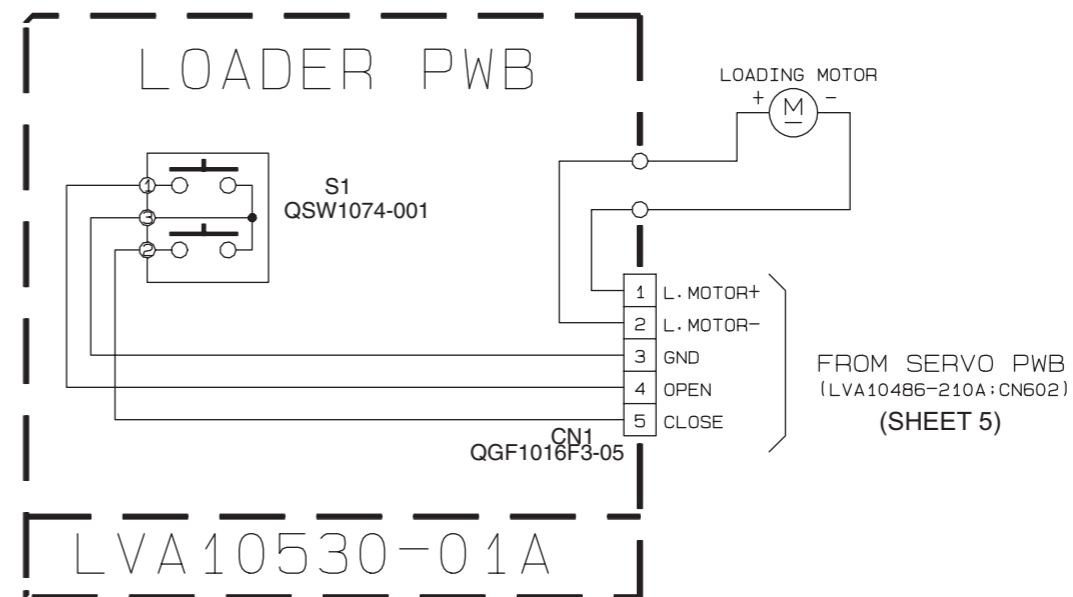 LOADER PWB
LOADING MOTOR
+ M -
1
3
2
S1
QSW1074-001
1 L.MOTOR+
2 L.MOTOR-
3 GND
4 OPEN
5 CLOSE
CN1
QGF1016F3-05
FROM SERVO PWB
(LVA10486-210A:CN602)
(SHEET 5)
LVA10530-01A